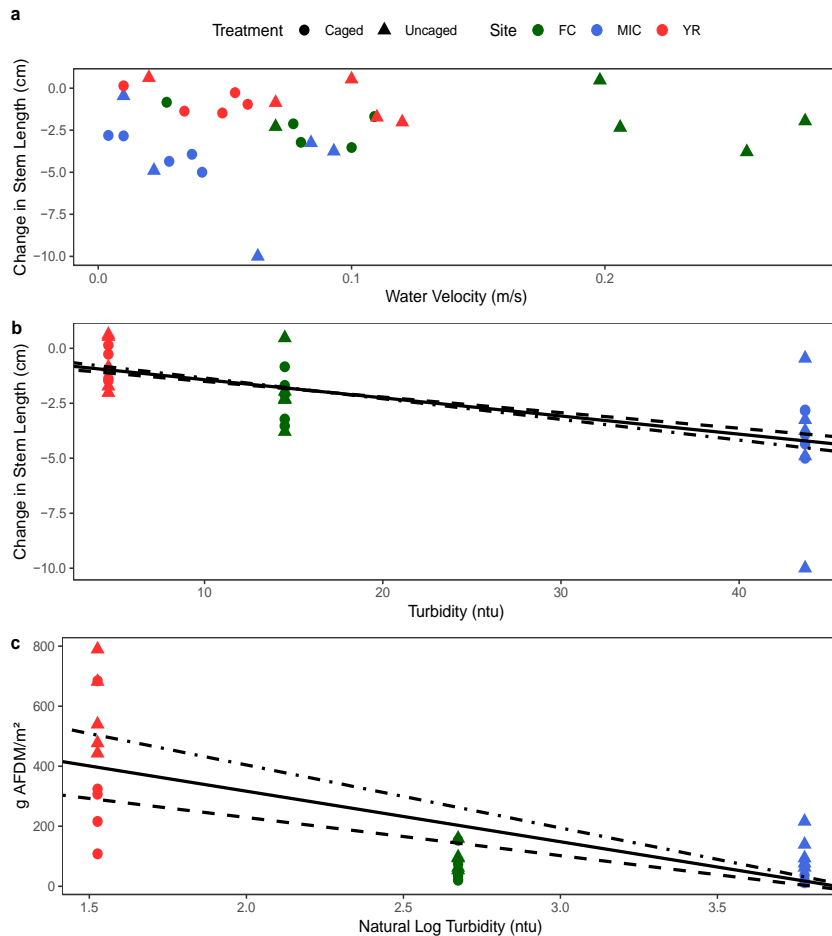 a
Treatment Caged Uncaged Site FC MIC YR
0.0
−2.5
−5.0
−7.5
−10.0
Change in Stem Length (cm)
0.0 0.1 0.2
Water Velocity (m/s)
b
0.0
−2.5
−5.0
−7.5
−10.0
Change in Stem Length (cm)
10 20 30 40
Turbidity (ntu)
c
800
600
400
200
0
g AFDM/m²
1.5 2.0 2.5 3.0 3.5
Natural Log Turbidity (ntu)